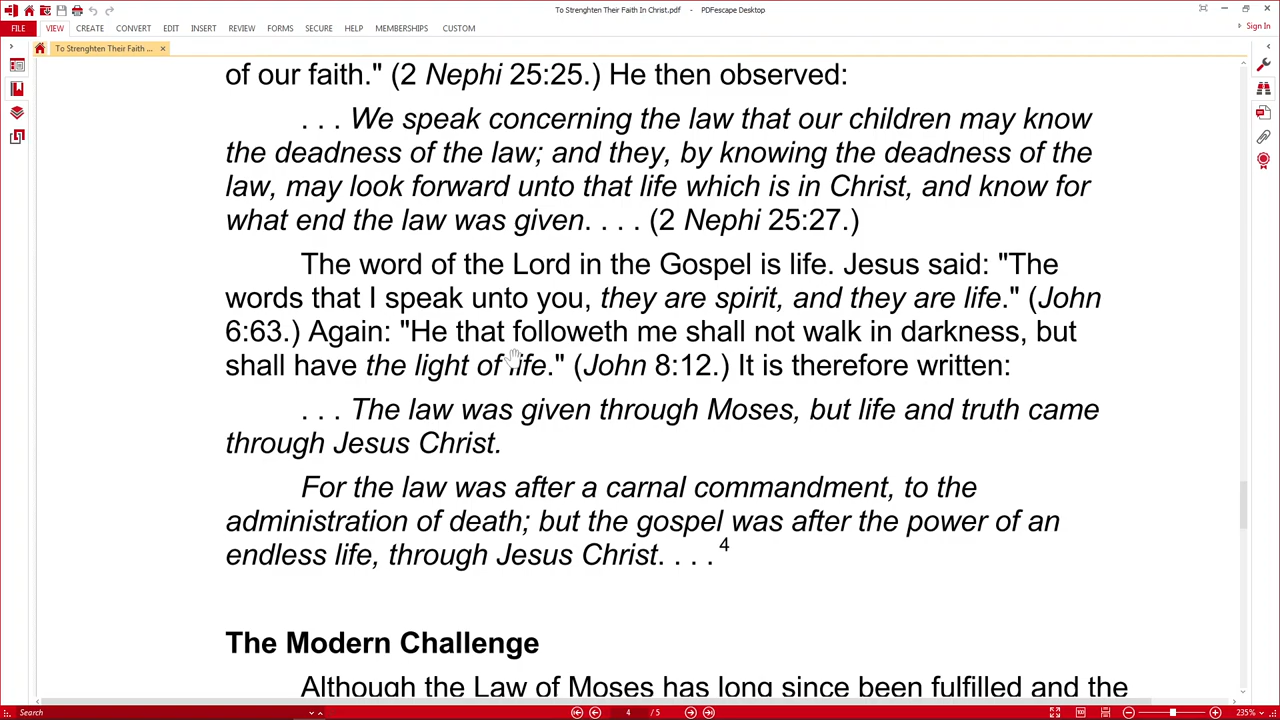 To Strenghten Their Faith In Christ.pdf - PDFescape Desktop
FILE VIEW CREATE CONVERT EDIT INSERT REVIEW FORMS SECURE HELP MEMBERSHIPS CUSTOM Sign In
To Strenghten Their Faith ...
of our faith." (2 Nephi 25:25.) He then observed:
. . . We speak concerning the law that our children may know
the deadness of the law; and they, by knowing the deadness of the
law, may look forward unto that life which is in Christ, and know for
what end the law was given. . . . (2 Nephi 25:27.)
The word of the Lord in the Gospel is life. Jesus said: "The
words that I speak unto you, they are spirit, and they are life." (John
6:63.) Again: "He that followeth me shall not walk in darkness, but
shall have the light of life." (John 8:12.) It is therefore written:
. . . The law was given through Moses, but life and truth came
through Jesus Christ.
For the law was after a carnal commandment, to the
administration of death; but the gospel was after the power of an
endless life, through Jesus Christ. . . . 4
The Modern Challenge
Although the Law of Moses has long since been fulfilled and the
Search 4 / 5 235%